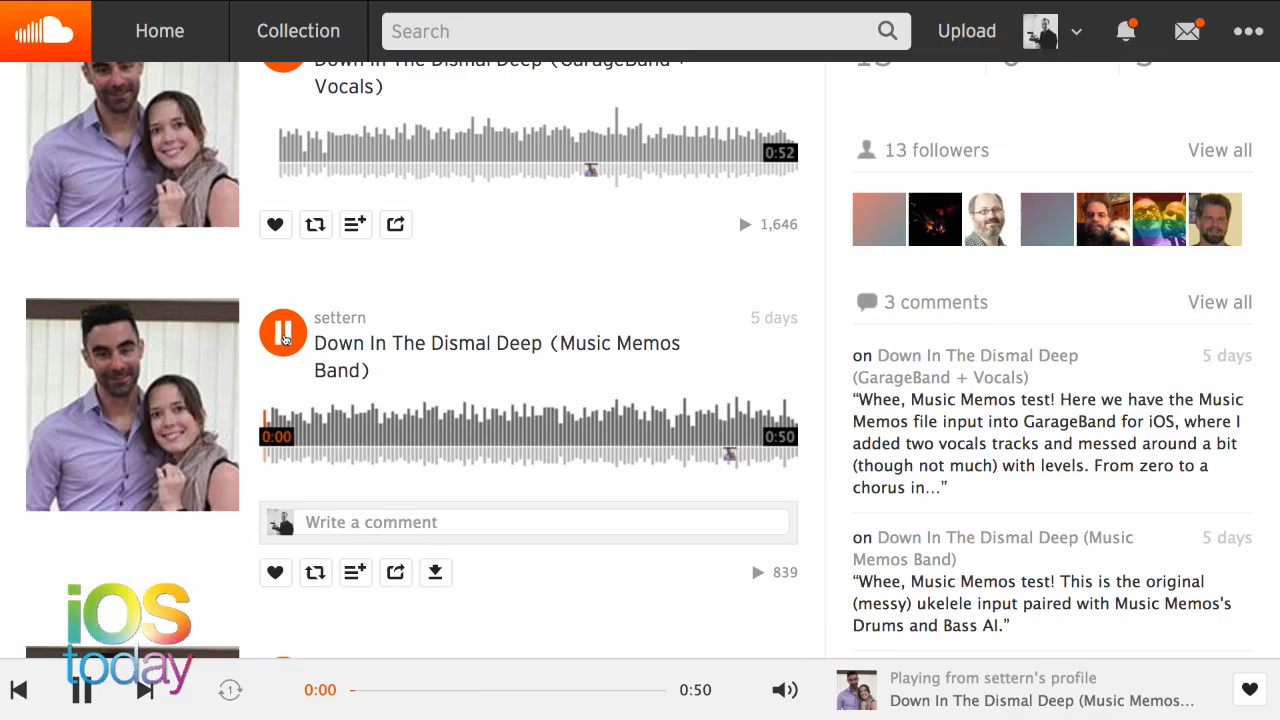 Home
Collection
Search
Upload
Down In The Dismal Deep (GarageBand +
Vocals)
0:52
1,646
settern
5 days
Down In The Dismal Deep (Music Memos
Band)
0:00
0:50
Write a comment
839
13 followers
View all
3 comments
View all
on Down In The Dismal Deep
5 days
(GarageBand + Vocals)
“Whee, Music Memos test! Here we have the Music
Memos file input into GarageBand for iOS, where I
added two vocals tracks and messed around a bit
(though not much) with levels. From zero to a
chorus in…”
on Down In The Dismal Deep (Music
5 days
Memos Band)
“Whee, Music Memos test! This is the original
(messy) ukelele input paired with Music Memos's
Drums and Bass AI.”
iOS
today
1
0:00
0:50
Playing from settern's profile
Down In The Dismal Deep (Music Memos…